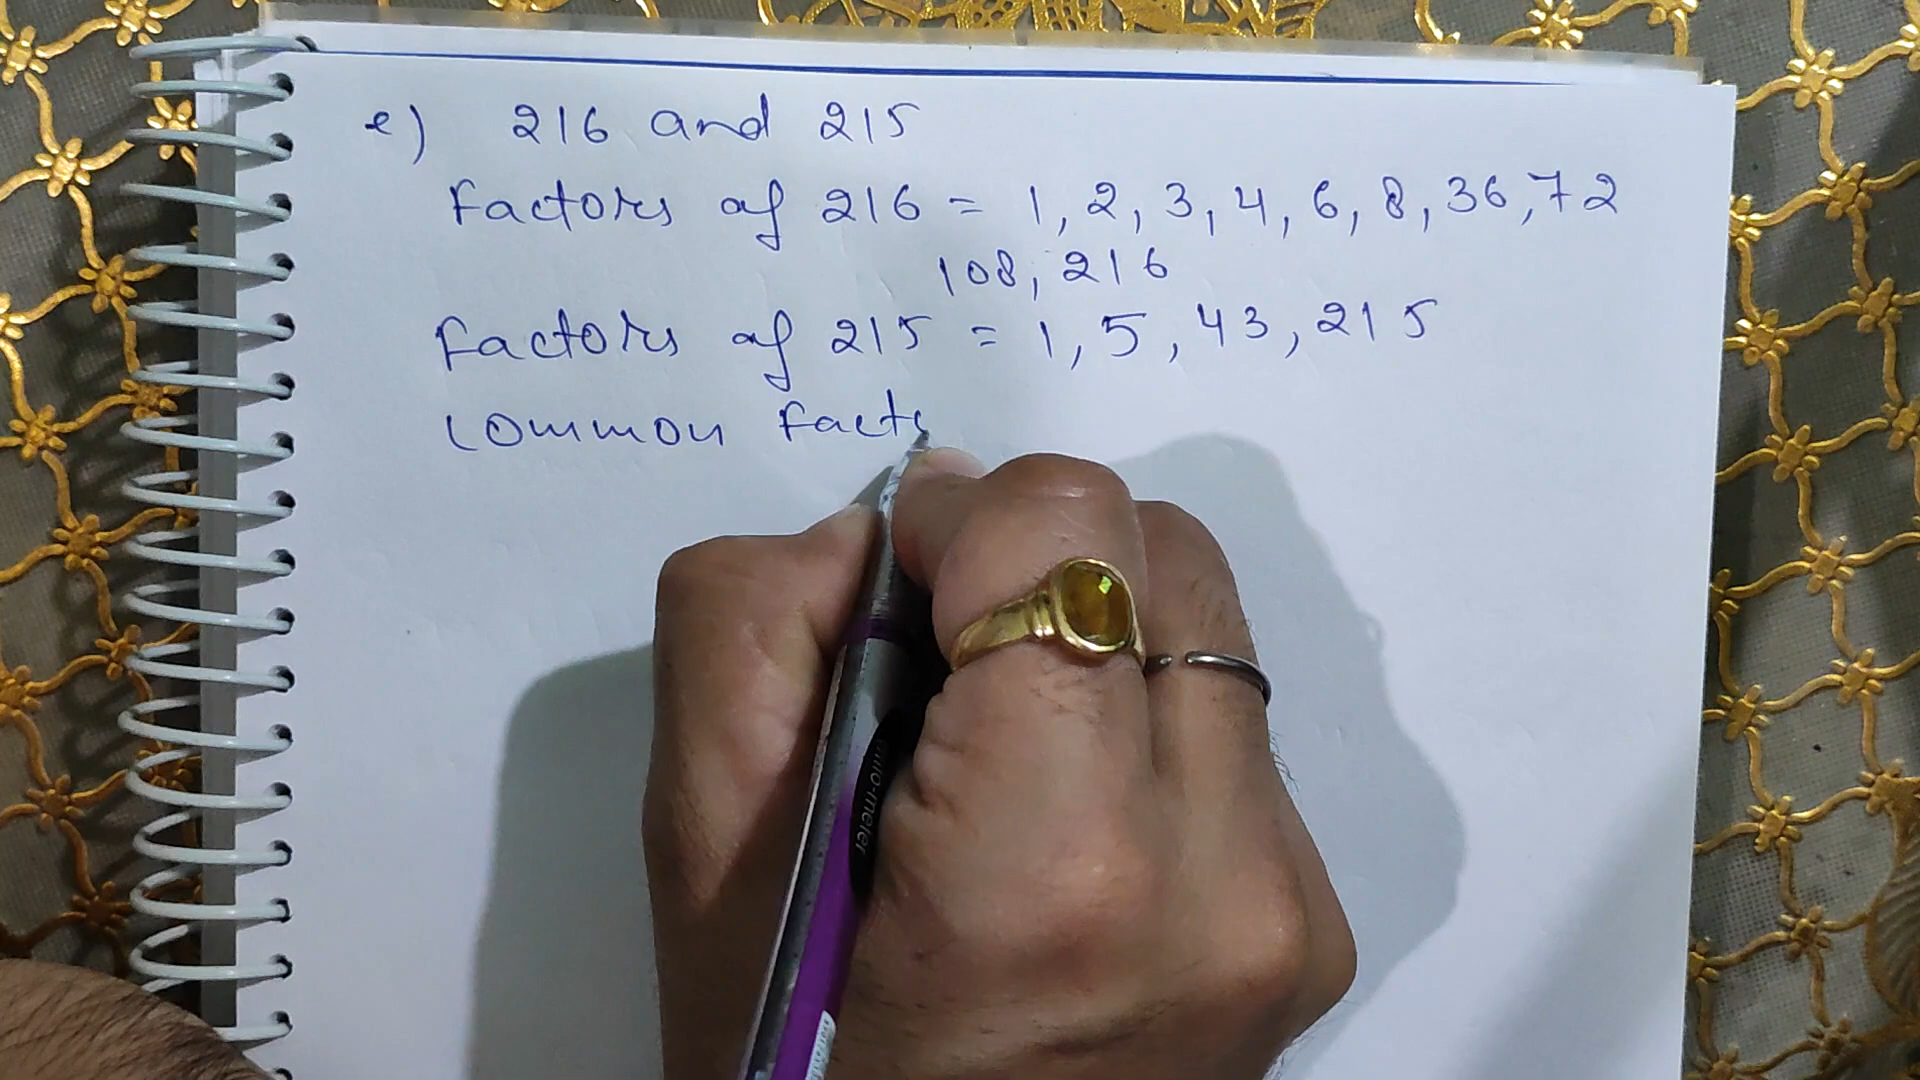 e) 216 and 215
Factors of 216 = 1, 2, 3, 4, 6, 8, 36, 72
108, 216
Factors of 215 = 1, 5, 43, 215
Common Facto